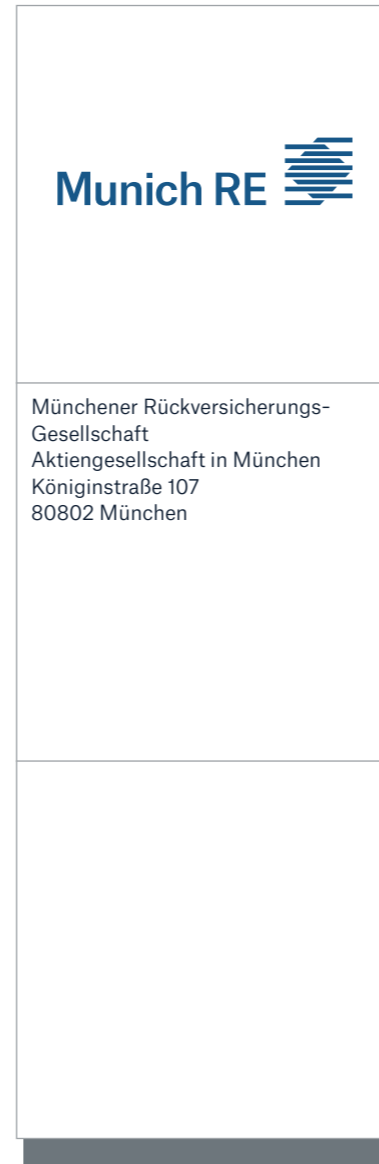 Munich RE
Münchener Rückversicherungs-
Gesellschaft
Aktiengesellschaft in München
Königinstraße 107
80802 München